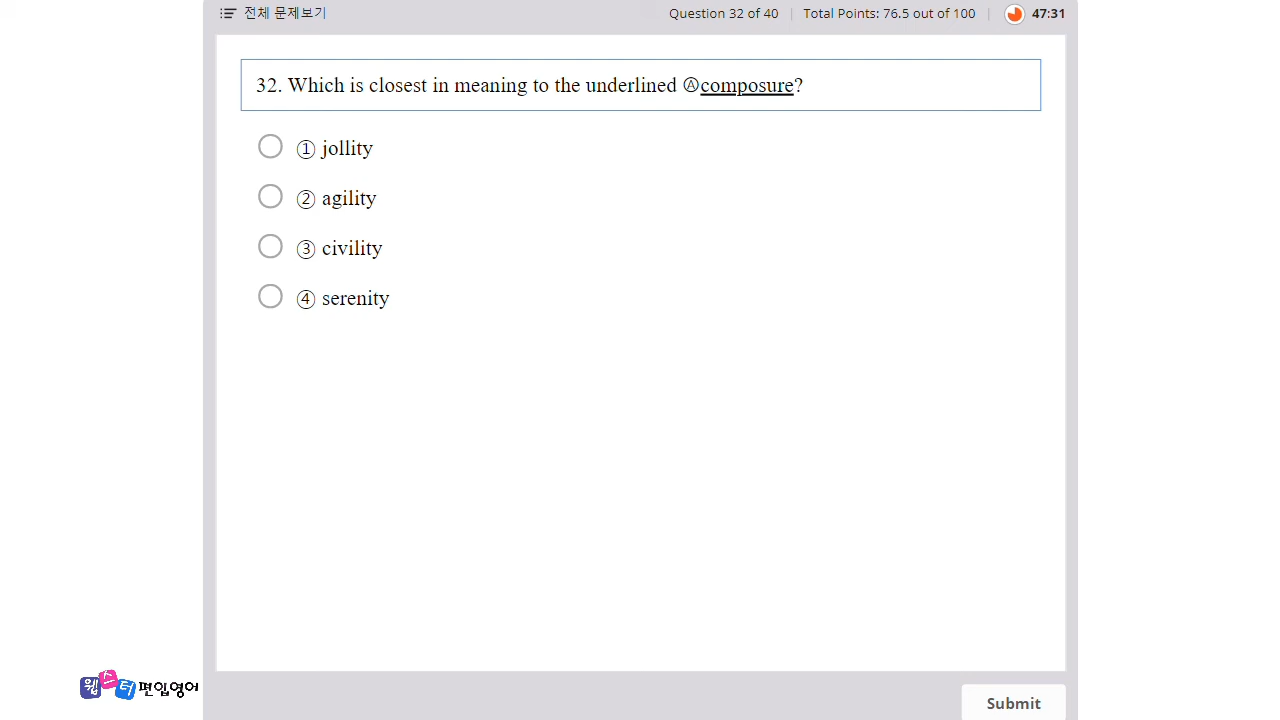 전체 문제보기
Question 32 of 40 | Total Points: 76.5 out of 100 | 47:31
32. Which is closest in meaning to the underlined Ⓐcomposure?
① jollity
② agility
③ civility
④ serenity
웹스터 편입영어
Submit